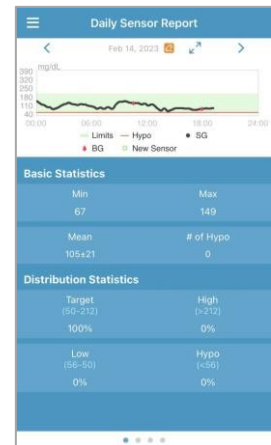 Daily Sensor Report
Feb 14, 2023
mg/dL
390
320
250
180
110
40
00:00 06:00 12:00 18:00 24:00
Limits Hypo SG
BG New Sensor
Basic Statistics
Min Max
67 149
Mean # of Hypo
105±21 0
Distribution Statistics
Target High
(50-212) (>212)
100% 0%
Low Hypo
(56-50) (<56)
0% 0%